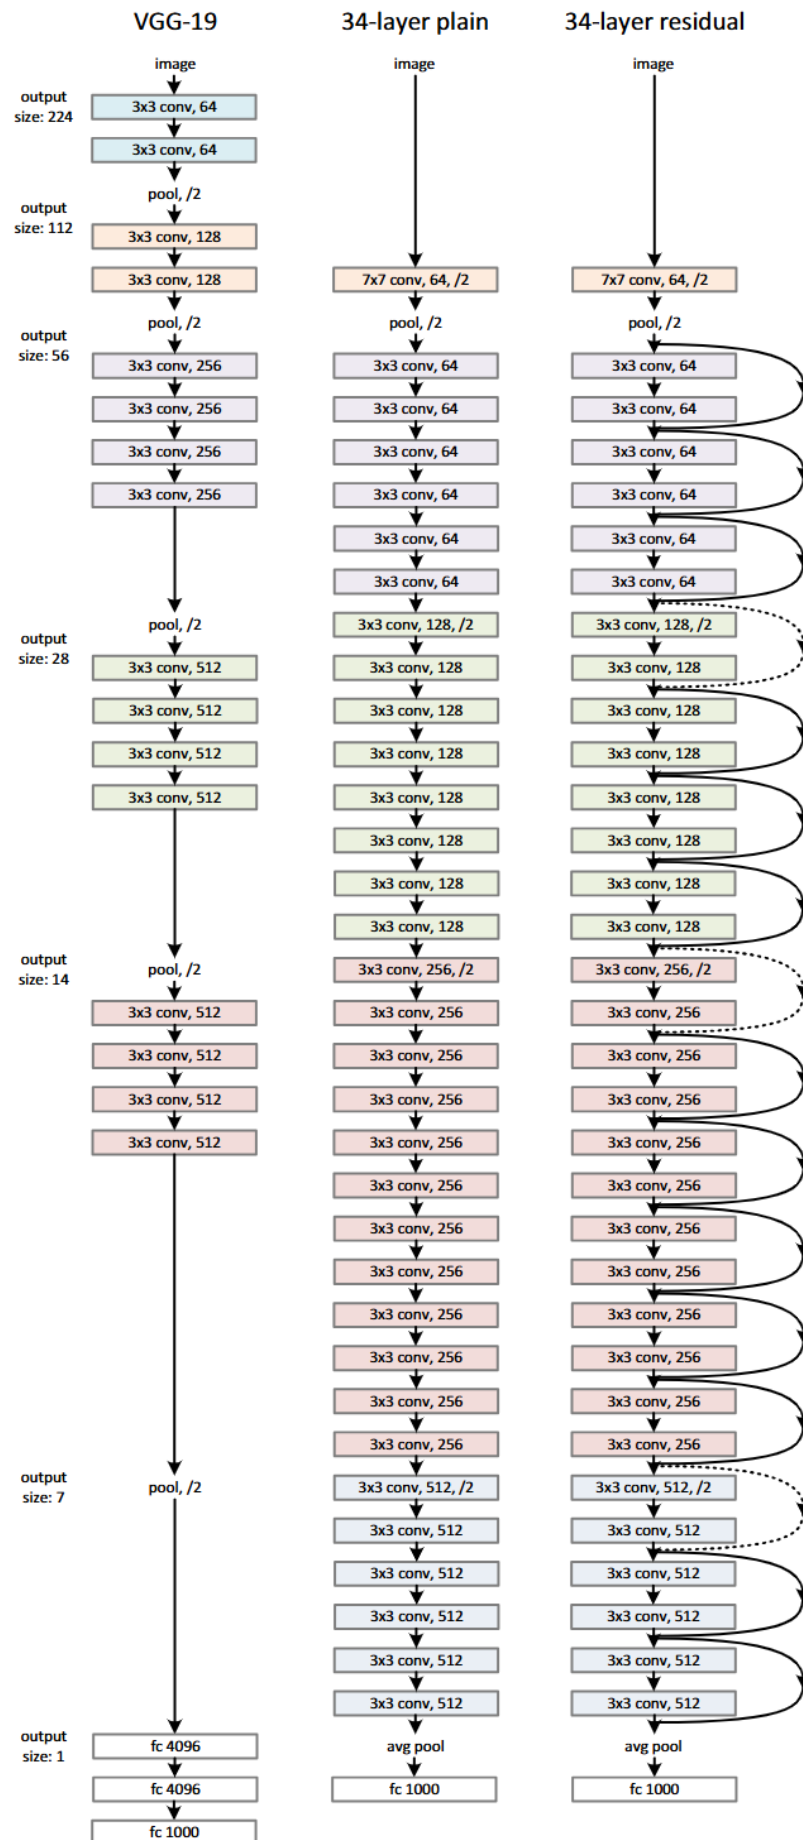 VGG-19
image
output
size: 224
3x3 conv, 64
3x3 conv, 64
pool, /2
output
size: 112
3x3 conv, 128
3x3 conv, 128
pool, /2
output
size: 56
3x3 conv, 256
3x3 conv, 256
3x3 conv, 256
3x3 conv, 256
pool, /2
output
size: 28
3x3 conv, 512
3x3 conv, 512
3x3 conv, 512
3x3 conv, 512
pool, /2
output
size: 14
3x3 conv, 512
3x3 conv, 512
3x3 conv, 512
3x3 conv, 512
pool, /2
output
size: 7
output
size: 1
fc 4096
fc 4096
fc 1000
34-layer plain
image
7x7 conv, 64, /2
pool, /2
3x3 conv, 64
3x3 conv, 64
3x3 conv, 64
3x3 conv, 64
3x3 conv, 64
3x3 conv, 64
3x3 conv, 128, /2
3x3 conv, 128
3x3 conv, 128
3x3 conv, 128
3x3 conv, 128
3x3 conv, 128
3x3 conv, 128
3x3 conv, 128
3x3 conv, 256, /2
3x3 conv, 256
3x3 conv, 256
3x3 conv, 256
3x3 conv, 256
3x3 conv, 256
3x3 conv, 256
3x3 conv, 256
3x3 conv, 256
3x3 conv, 256
3x3 conv, 256
3x3 conv, 256
3x3 conv, 512, /2
3x3 conv, 512
3x3 conv, 512
3x3 conv, 512
3x3 conv, 512
3x3 conv, 512
avg pool
fc 1000
34-layer residual
image
7x7 conv, 64, /2
pool, /2
3x3 conv, 64
3x3 conv, 64
3x3 conv, 64
3x3 conv, 64
3x3 conv, 64
3x3 conv, 64
3x3 conv, 128, /2
3x3 conv, 128
3x3 conv, 128
3x3 conv, 128
3x3 conv, 128
3x3 conv, 128
3x3 conv, 128
3x3 conv, 128
3x3 conv, 256, /2
3x3 conv, 256
3x3 conv, 256
3x3 conv, 256
3x3 conv, 256
3x3 conv, 256
3x3 conv, 256
3x3 conv, 256
3x3 conv, 256
3x3 conv, 256
3x3 conv, 256
3x3 conv, 256
3x3 conv, 512, /2
3x3 conv, 512
3x3 conv, 512
3x3 conv, 512
3x3 conv, 512
3x3 conv, 512
avg pool
fc 1000